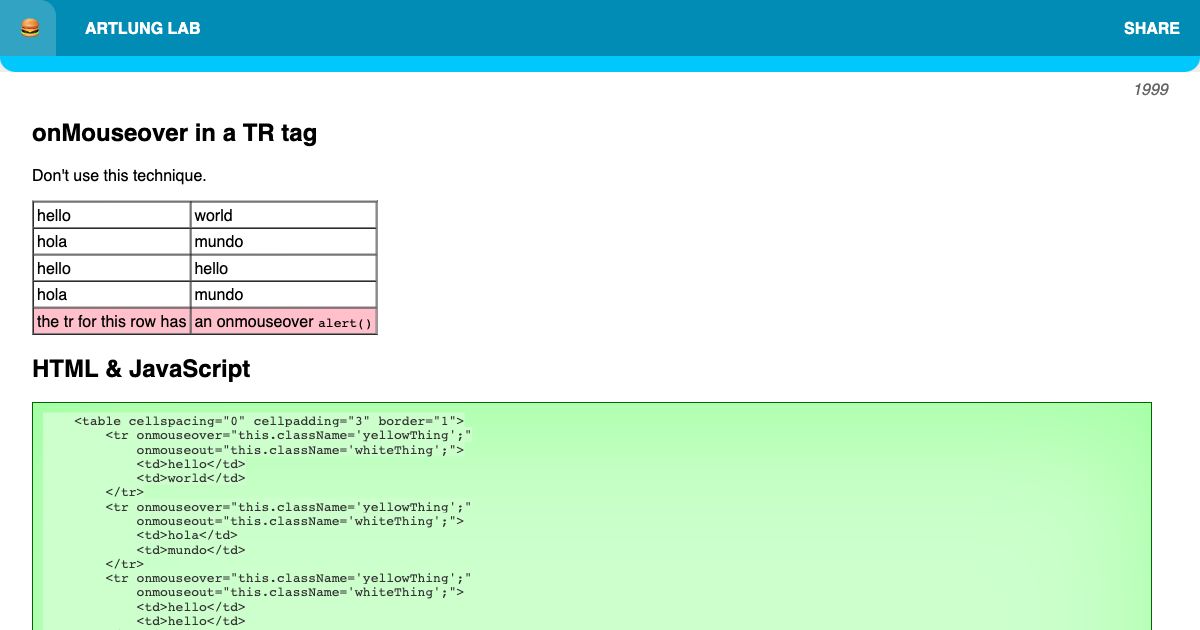 ARTLUNG LAB SHARE
1999
onMouseover in a TR tag
Don't use this technique.
hello world
hola mundo
hello hello
hola mundo
the tr for this row has an onmouseover alert()
HTML & JavaScript
<table cellspacing="0" cellpadding="3" border="1">
<tr onmouseover="this.className='yellowThing';"
onmouseout="this.className='whiteThing';">
<td>hello</td>
<td>world</td>
</tr>
<tr onmouseover="this.className='yellowThing';"
onmouseout="this.className='whiteThing';">
<td>hola</td>
<td>mundo</td>
</tr>
<tr onmouseover="this.className='yellowThing';"
onmouseout="this.className='whiteThing';">
<td>hello</td>
<td>hello</td>